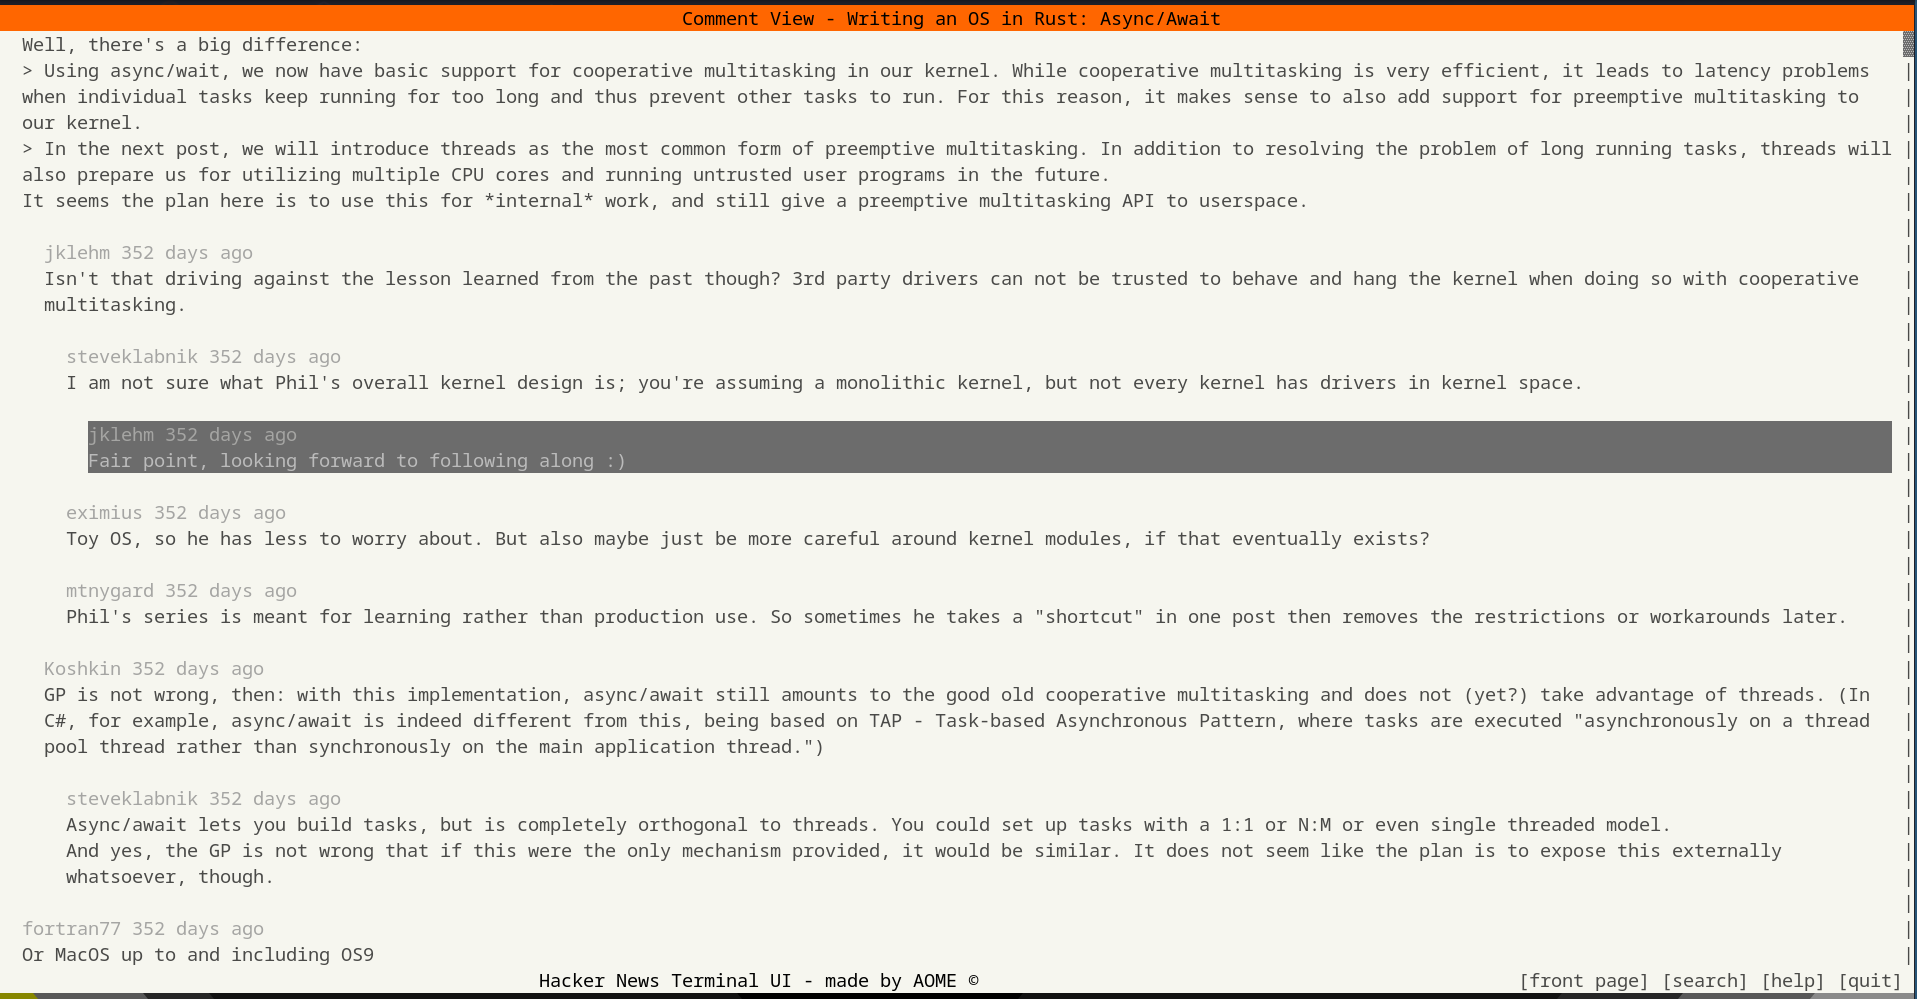 Comment View - Writing an OS in Rust: Async/Await
Well, there's a big difference:
> Using async/wait, we now have basic support for cooperative multitasking in our kernel. While cooperative multitasking is very efficient, it leads to latency problems
when individual tasks keep running for too long and thus prevent other tasks to run. For this reason, it makes sense to also add support for preemptive multitasking to
our kernel.
> In the next post, we will introduce threads as the most common form of preemptive multitasking. In addition to resolving the problem of long running tasks, threads will
also prepare us for utilizing multiple CPU cores and running untrusted user programs in the future.
It seems the plan here is to use this for *internal* work, and still give a preemptive multitasking API to userspace.
jklehm 352 days ago
Isn't that driving against the lesson learned from the past though? 3rd party drivers can not be trusted to behave and hang the kernel when doing so with cooperative
multitasking.
steveklabnik 352 days ago
I am not sure what Phil's overall kernel design is; you're assuming a monolithic kernel, but not every kernel has drivers in kernel space.
jklehm 352 days ago
Fair point, looking forward to following along :)
eximius 352 days ago
Toy OS, so he has less to worry about. But also maybe just be more careful around kernel modules, if that eventually exists?
mtnygard 352 days ago
Phil's series is meant for learning rather than production use. So sometimes he takes a "shortcut" in one post then removes the restrictions or workarounds later.
Koshkin 352 days ago
GP is not wrong, then: with this implementation, async/await still amounts to the good old cooperative multitasking and does not (yet?) take advantage of threads. (In
C#, for example, async/await is indeed different from this, being based on TAP - Task-based Asynchronous Pattern, where tasks are executed "asynchronously on a thread
pool thread rather than synchronously on the main application thread.")
steveklabnik 352 days ago
Async/await lets you build tasks, but is completely orthogonal to threads. You could set up tasks with a 1:1 or N:M or even single threaded model.
And yes, the GP is not wrong that if this were the only mechanism provided, it would be similar. It does not seem like the plan is to expose this externally
whatsoever, though.
fortran77 352 days ago
Or MacOS up to and including OS9
Hacker News Terminal UI - made by AOME © [front page] [search] [help] [quit]